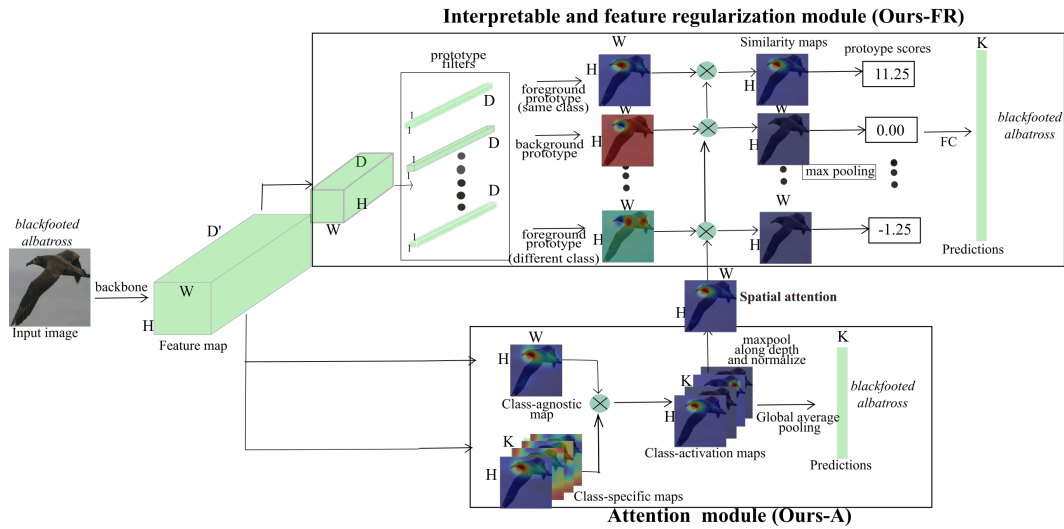 Interpretable and feature regularization module (Ours-FR)
prototype
filters
W
H
foreground
prototype
(same class)
Similarity maps
W
H
protoype scores
11.25
K
D
1
1
background
prototype
W
H
W
H
0.00
FC
blackfooted
albatross
D
1
1
max pooling
D
H
W
D
1
1
foreground
prototype
(different class)
W
H
W
H
-1.25
Predictions
blackfooted
albatross
Input image
backbone
D'
W
H
Feature map
W
H
Spatial attention
maxpool
along depth
and normalize
W
H
Class-agnostic
map
K
H
Class-specific maps
K
H
Class-activation maps
Global average
pooling
K
blackfooted
albatross
Predictions
Attention module (Ours-A)